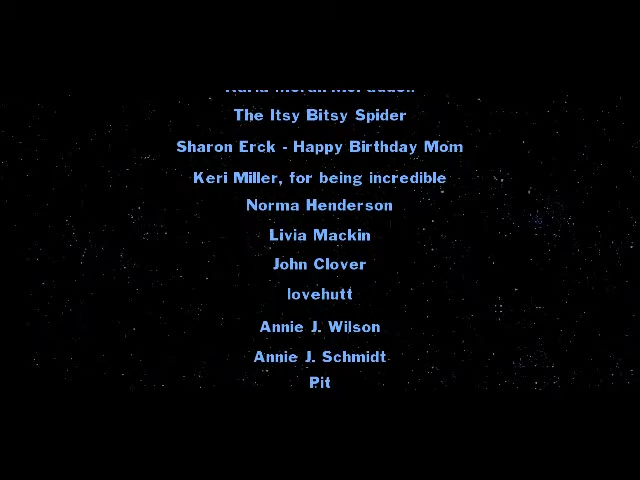 The Itsy Bitsy Spider
Sharon Erck - Happy Birthday Mom
Keri Miller, for being incredible
Norma Henderson
Livia Mackin
John Clover
lovehutt
Annie J. Wilson
Annie J. Schmidt
Pit